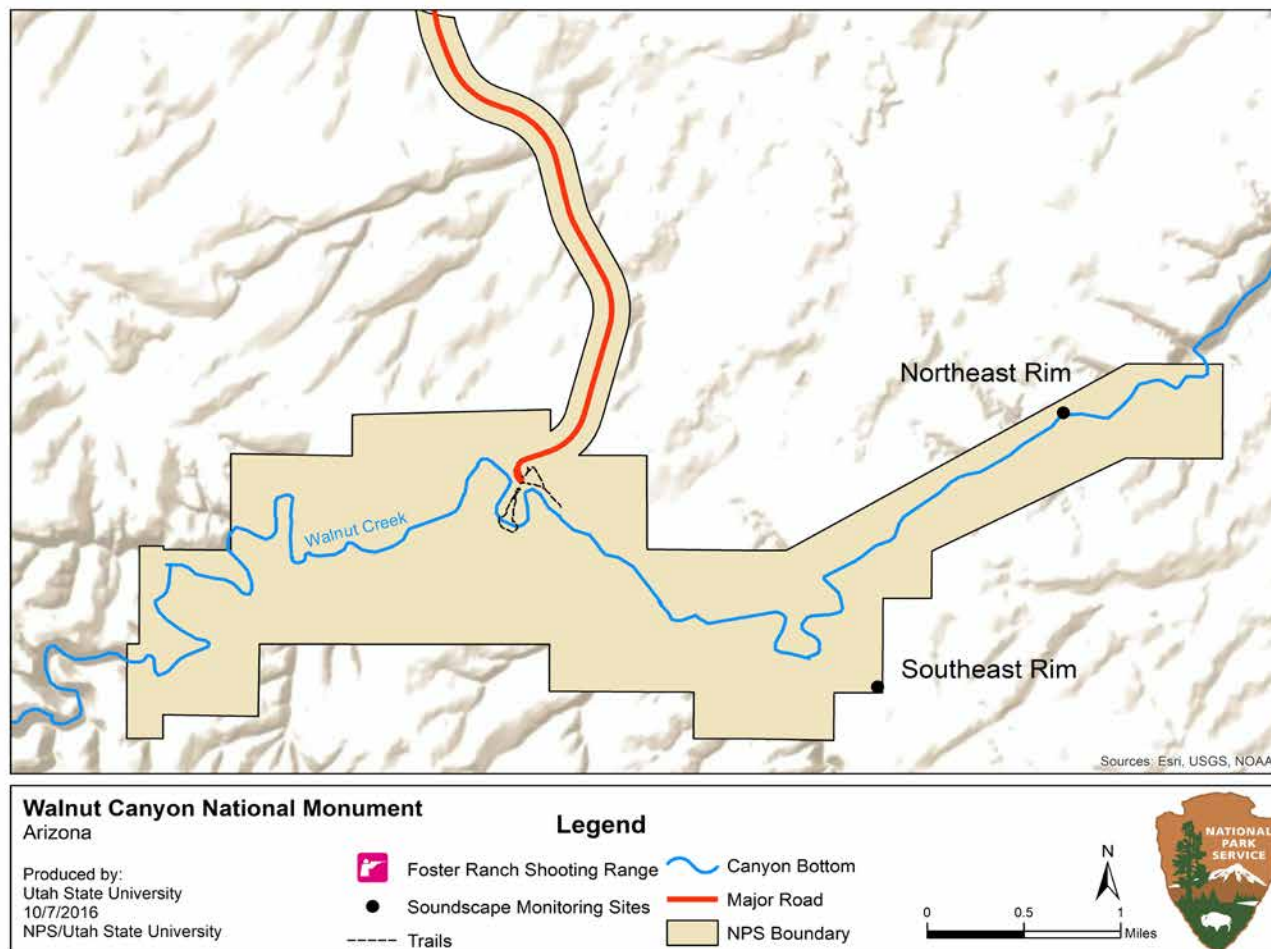 Northeast Rim
Walnut Creek
Southeast Rim
Sources: Esri, USGS, NOAA
Walnut Canyon National Monument
Arizona
Produced by:
Utah State University
10/7/2016
NPS/Utah State University
Legend
Foster Ranch Shooting Range
Soundscape Monitoring Sites
Trails
Canyon Bottom
Major Road
NPS Boundary
N
0 0.5 1
Miles
NATIONAL
PARK
SERVICE